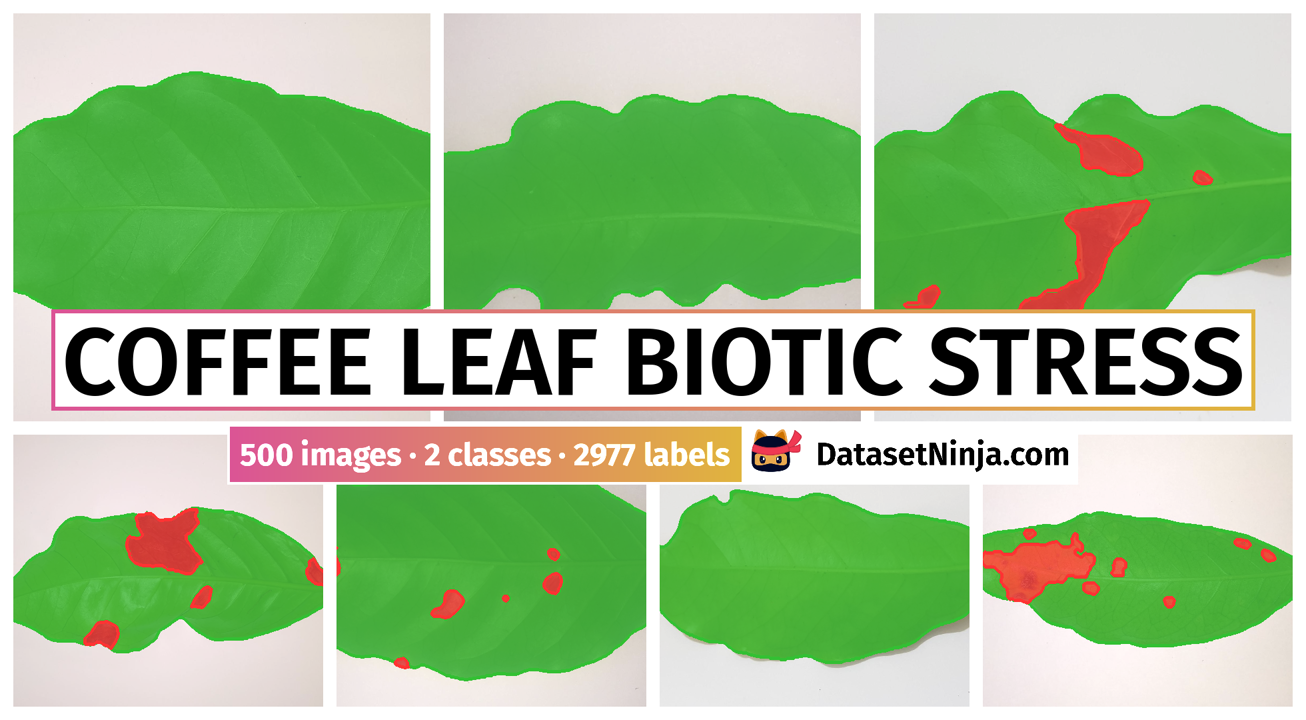 COFFEE LEAF BIOTIC STRESS
500 images · 2 classes · 2977 labels
DatasetNinja.com